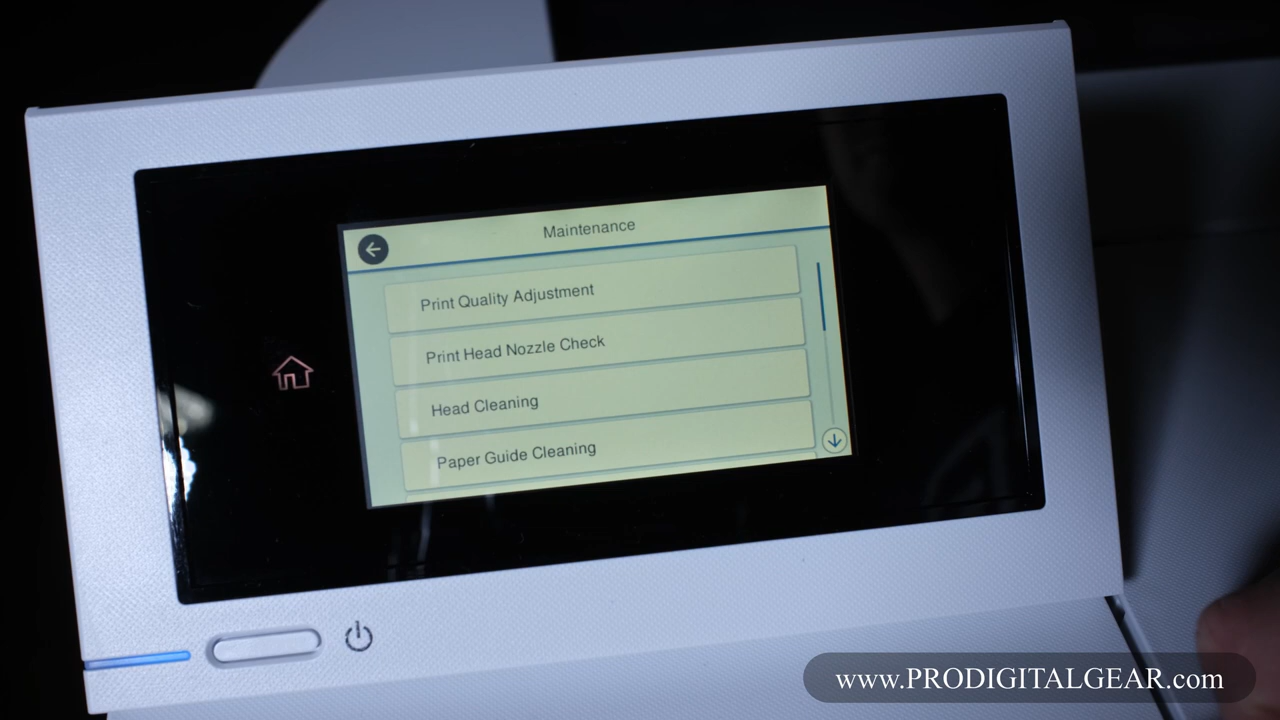 Maintenance
Print Quality Adjustment
Print Head Nozzle Check
Head Cleaning
Paper Guide Cleaning
www.PRODIGITALGEAR.com